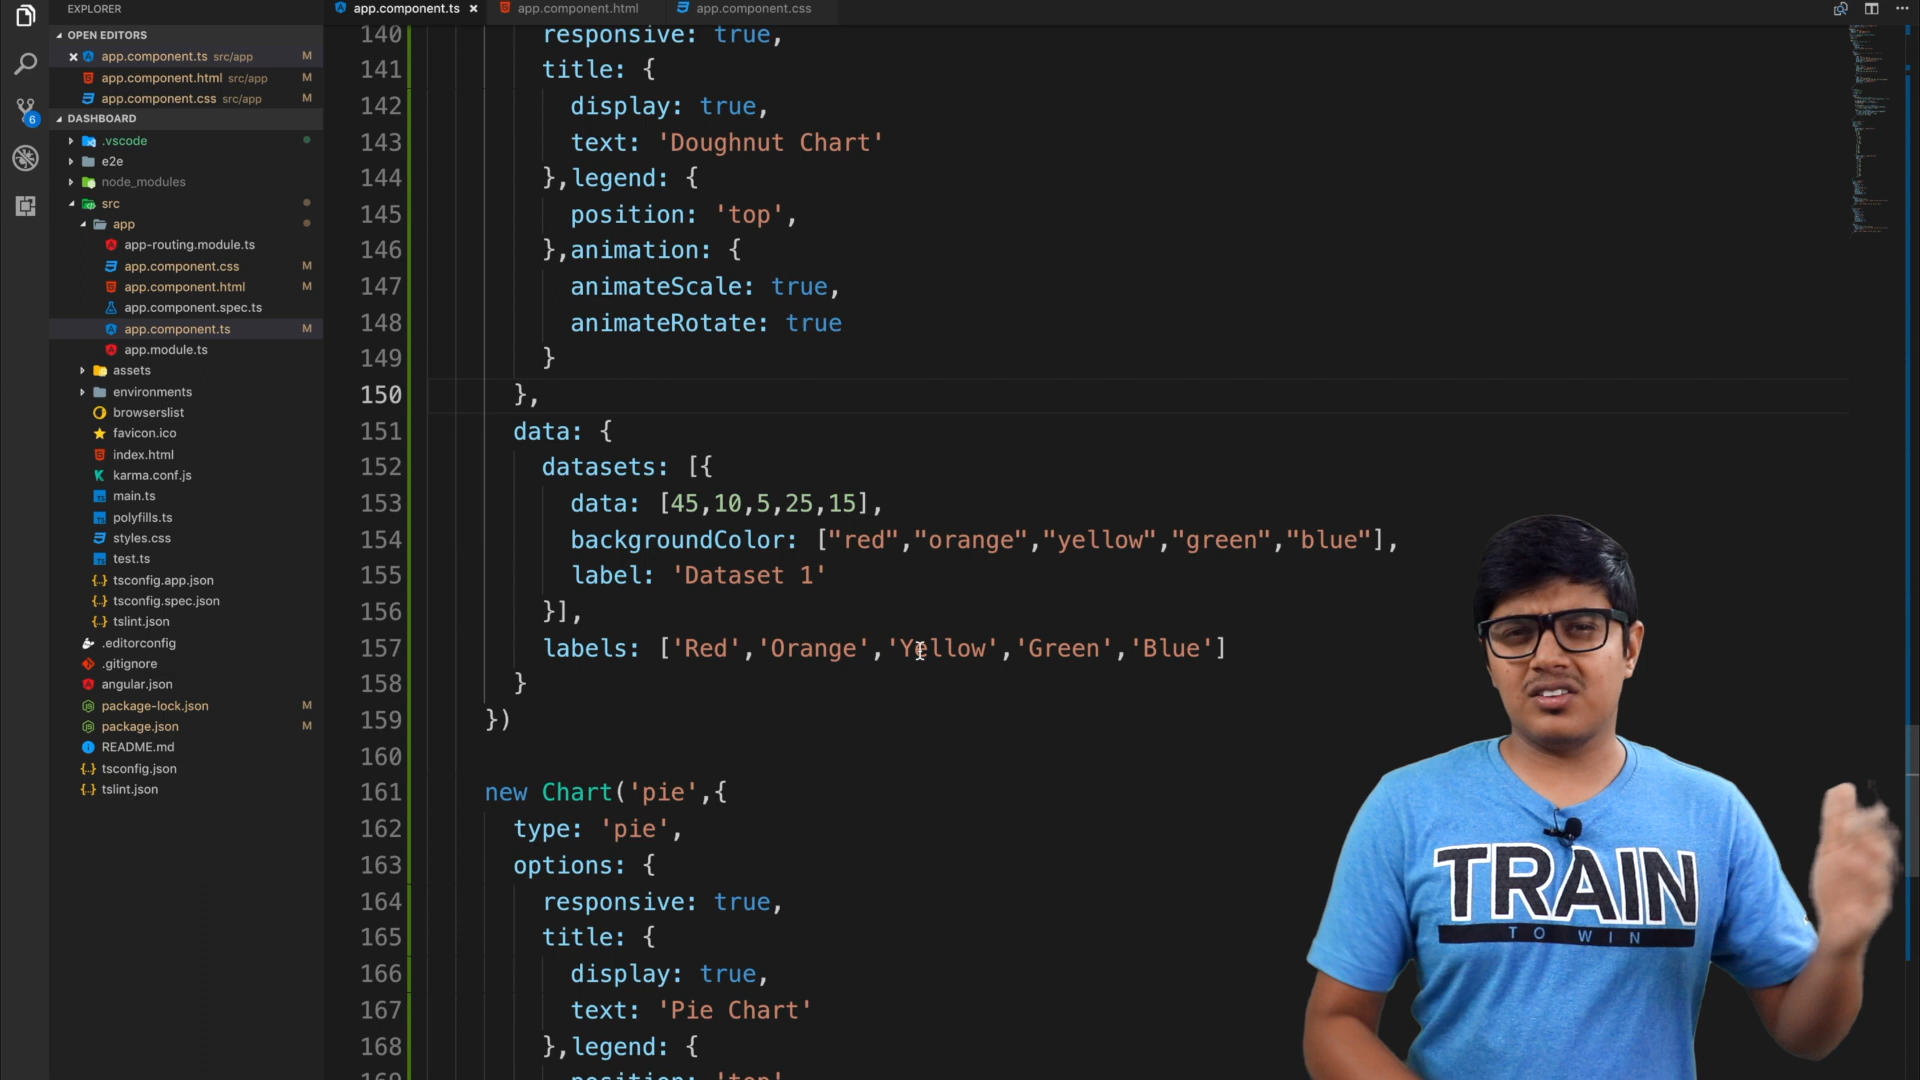 EXPLORER
OPEN EDITORS
app.component.ts src/app M
app.component.html src/app M
app.component.css src/app M
DASHBOARD
.vscode
e2e
node_modules
src
app
app-routing.module.ts
app.component.css M
app.component.html M
app.component.spec.ts
app.component.ts M
app.module.ts
assets
environments
browserslist
favicon.ico
index.html
karma.conf.js
main.ts
polyfills.ts
styles.css
test.ts
tsconfig.app.json
tsconfig.spec.json
tslint.json
.editorconfig
.gitignore
angular.json
package-lock.json M
package.json M
README.md
tsconfig.json
tslint.json
6
app.component.ts app.component.html app.component.css
140 responsive: true,
141 title: {
142 display: true,
143 text: 'Doughnut Chart'
144 },legend: {
145 position: 'top',
146 },animation: {
147 animateScale: true,
148 animateRotate: true
149 }
150 },
151 data: {
152 datasets: [{
153 data: [45,10,5,25,15],
154 backgroundColor: ["red","orange","yellow","green","blue"],
155 label: 'Dataset 1'
156 }],
157 labels: ['Red','Orange','Yellow','Green','Blue']
158 }
159 })
160
161 new Chart('pie',{
162 type: 'pie',
163 options: {
164 responsive: true,
165 title: {
166 display: true,
167 text: 'Pie Chart'
168 },legend: {
169 position: 'top'
TRAIN
TO WIN